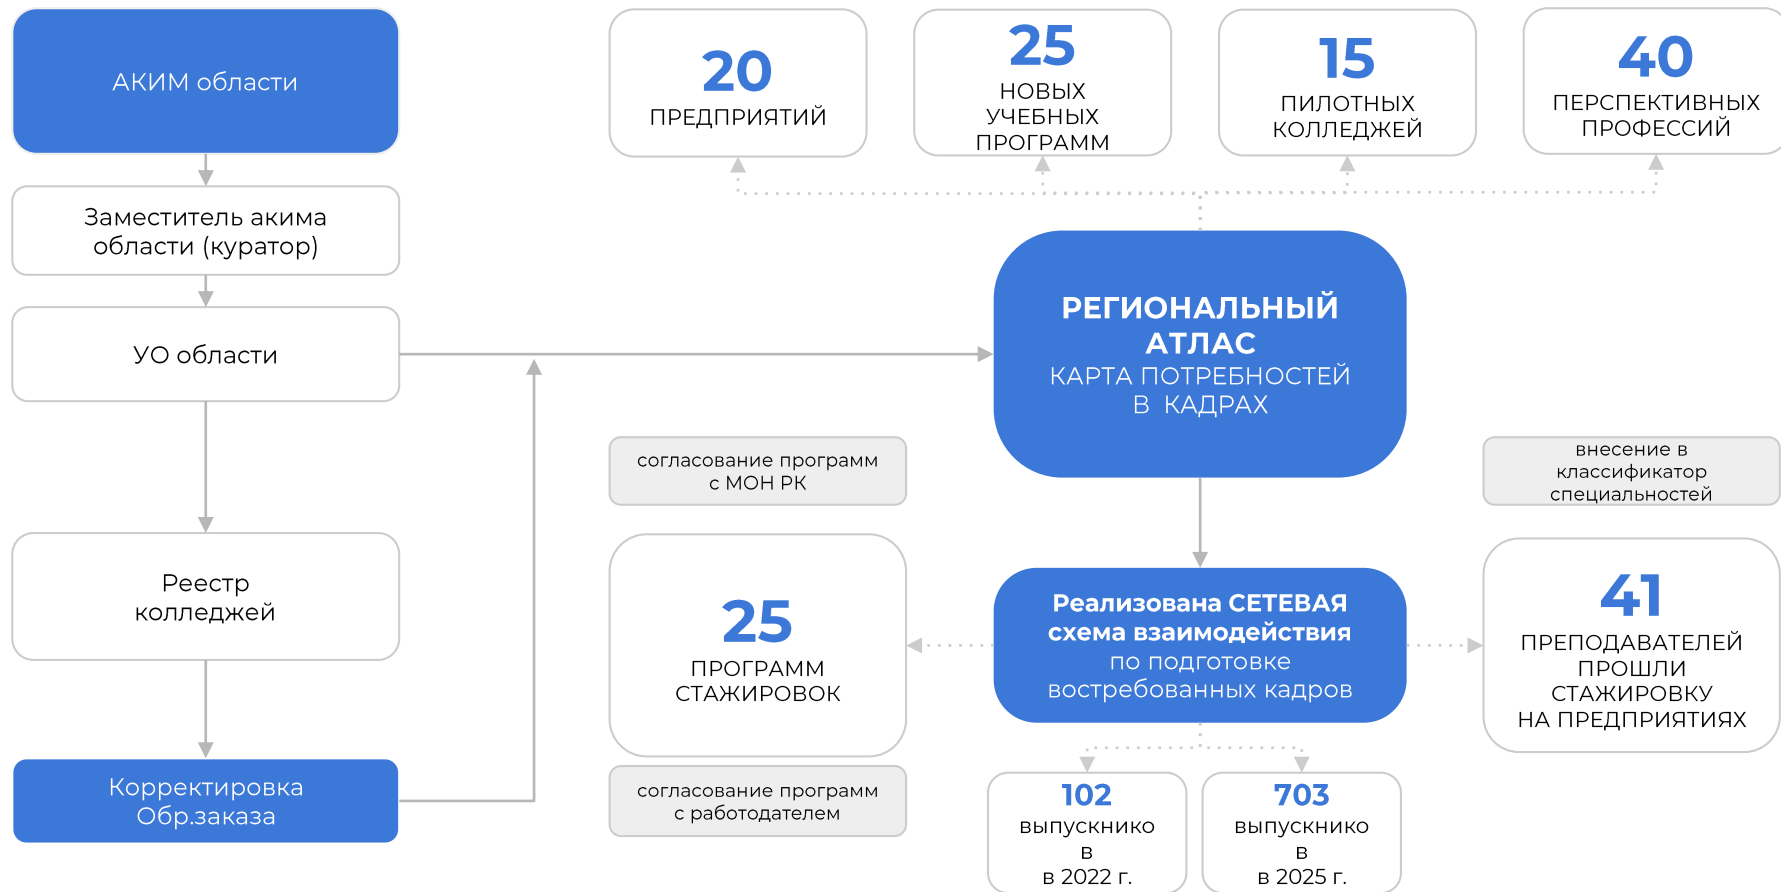 АКИМ области
Заместитель акима
области (куратор)
УО области
Реестр
колледжей
Корректировка
Обр.заказа
20
ПРЕДПРИЯТИЙ
25
НОВЫХ
УЧЕБНЫХ
ПРОГРАММ
15
ПИЛОТНЫХ
КОЛЛЕДЖЕЙ
40
ПЕРСПЕКТИВНЫХ
ПРОФЕССИЙ
РЕГИОНАЛЬНЫЙ
АТЛАС
КАРТА ПОТРЕБНОСТЕЙ
В КАДРАХ
согласование программ
с МОН РК
25
ПРОГРАММ
СТАЖИРОВОК
согласование программ
с работодателем
Реализована СЕТЕВАЯ
схема взаимодействия
по подготовке
востребованных кадров
внесение в
классификатор
специальностей
41
ПРЕПОДАВАТЕЛЕЙ
ПРОШЛИ
СТАЖИРОВКУ
НА ПРЕДПРИЯТИЯХ
102
выпускнико
в
в 2022 г.
703
выпускнико
в
в 2025 г.